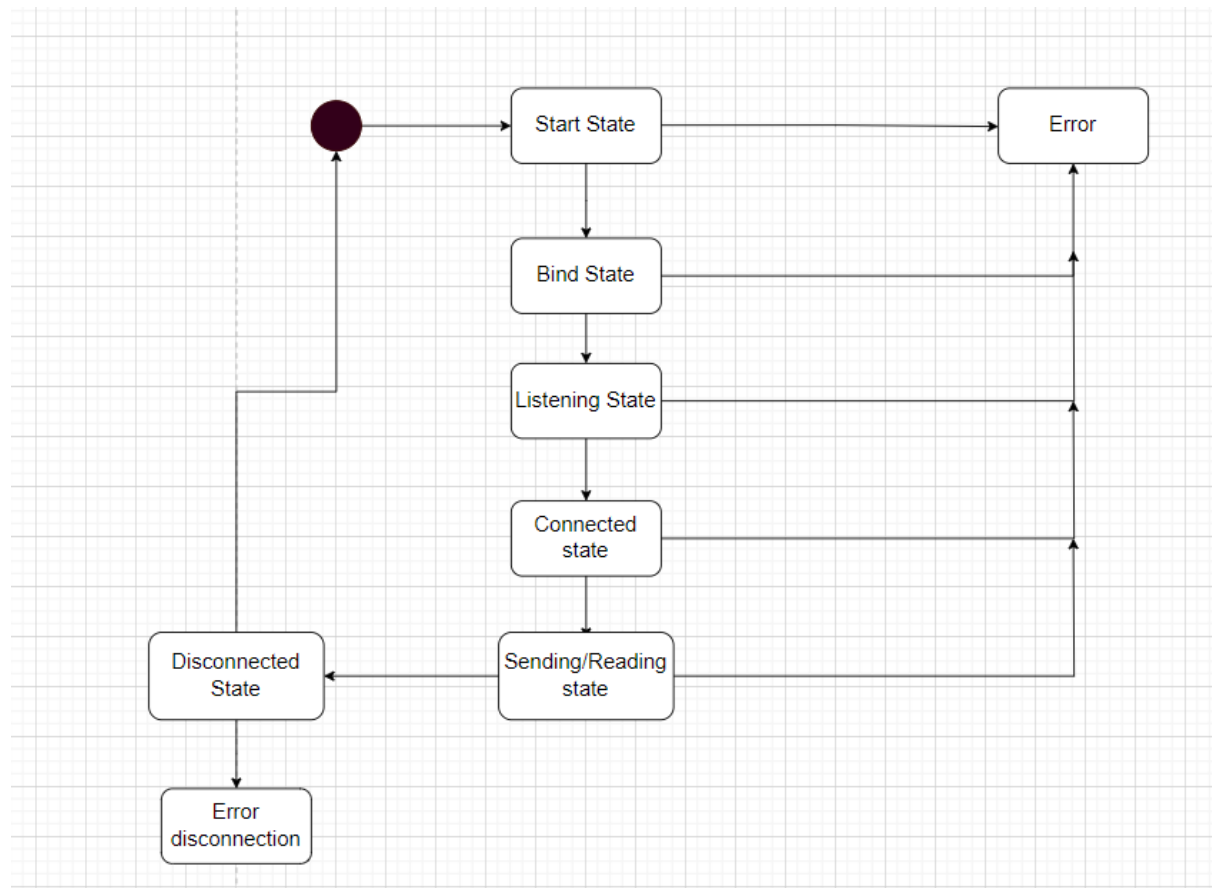 Start State
Error
Bind State
Listening State
Connected
state
Disconnected
State
Sending/Reading
state
Error
disconnection